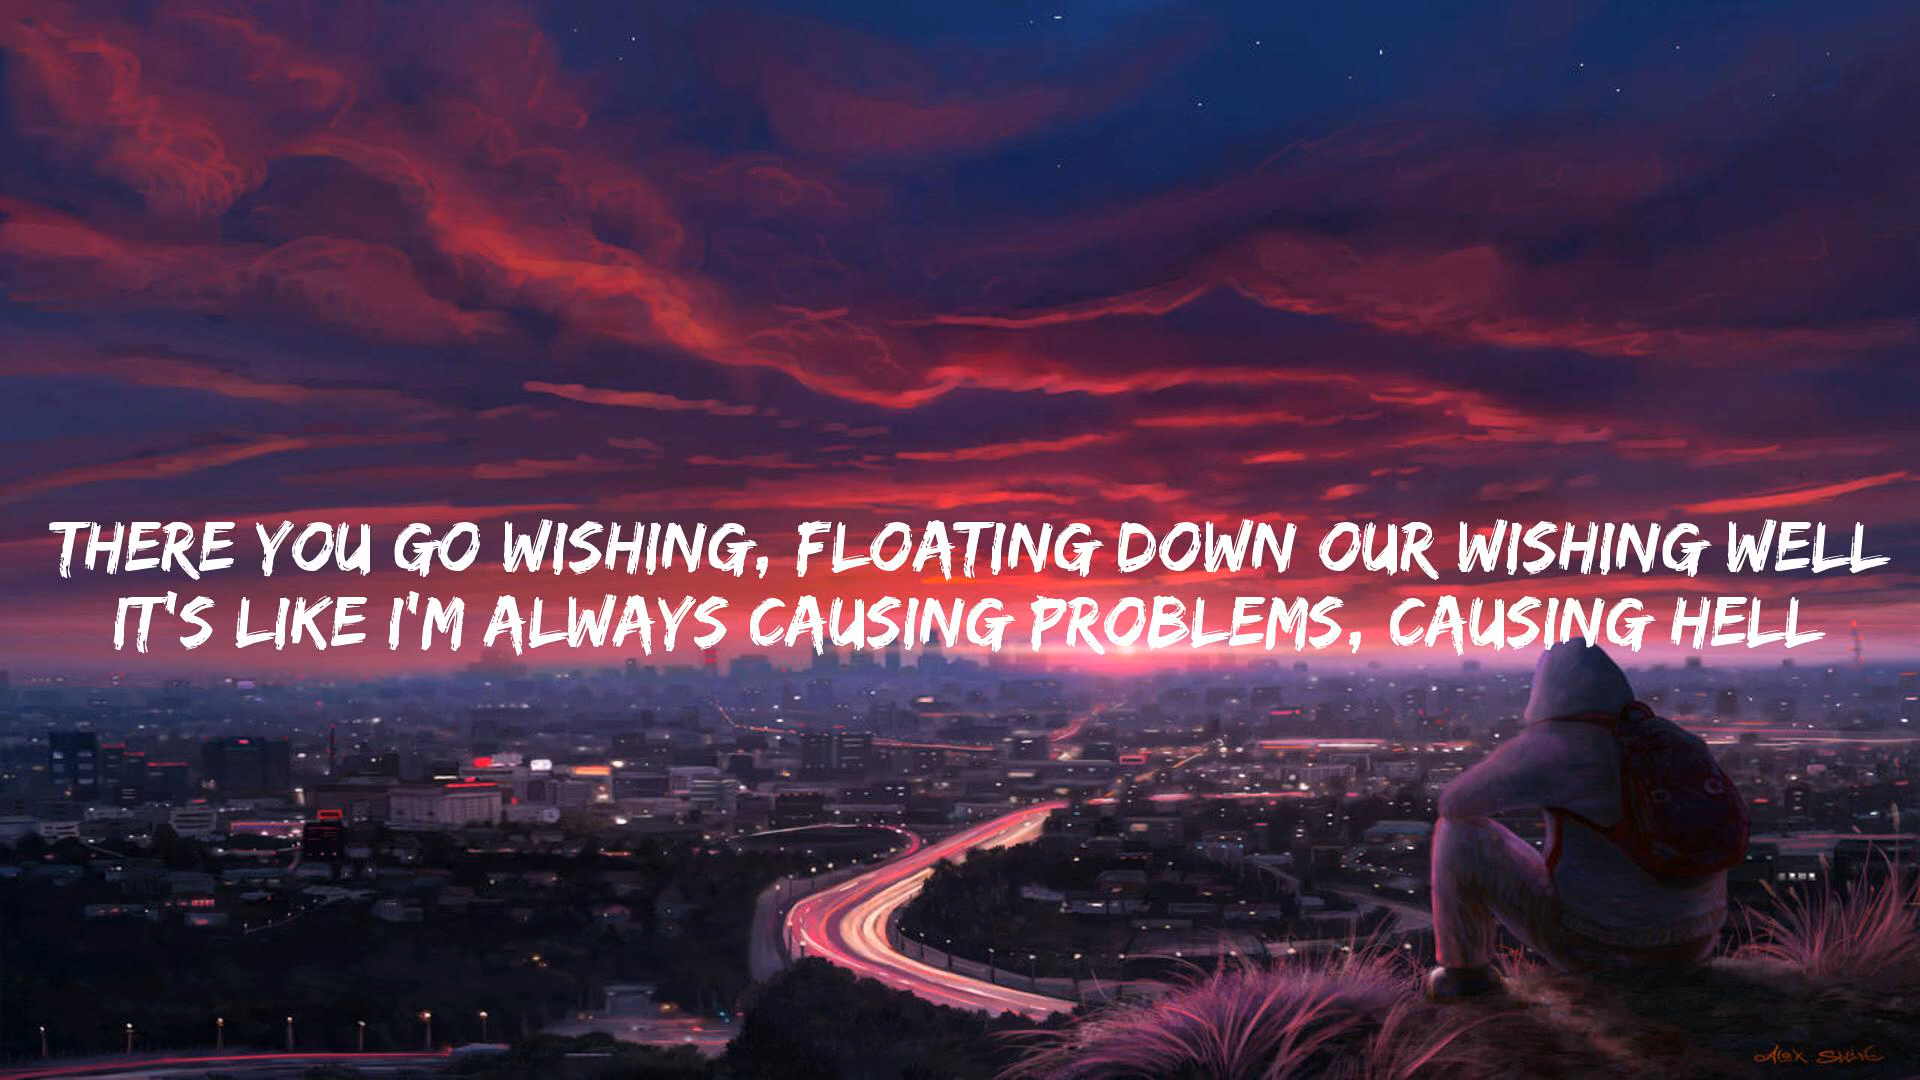 THERE YOU GO WISHING, FLOATING DOWN OUR WISHING WELL
IT'S LIKE I'M ALWAYS CAUSING PROBLEMS, CAUSING HELL